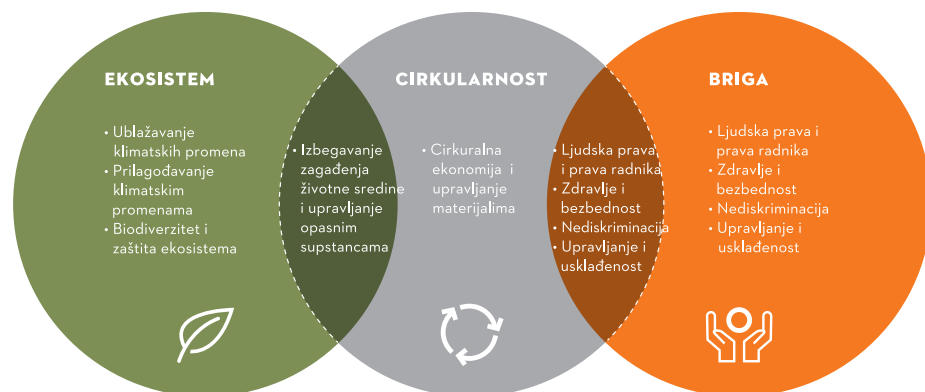 EKOSISTEM
• Ublažavanje
klimatskih promena
• Prilagođavanje
klimatskim
promenama
• Biodiverzitet i
zaštita ekosistema
• Izbegavanje
zagađenja
životne sredine
i upravljanje
opasnim
supstancama
CIRKULARNOST
• Cirkuralna
ekonomija i
upravljanje
materijalima
• Ljudska prava
i prava radnika
• Zdravlje i
bezbednost
• Nediskriminacija
• Upravljanje i
usklađenost
BRIGA
• Ljudska prava i
prava radnika
• Zdravlje i
bezbednost
• Nediskriminacija
• Upravljanje i
usklađenost